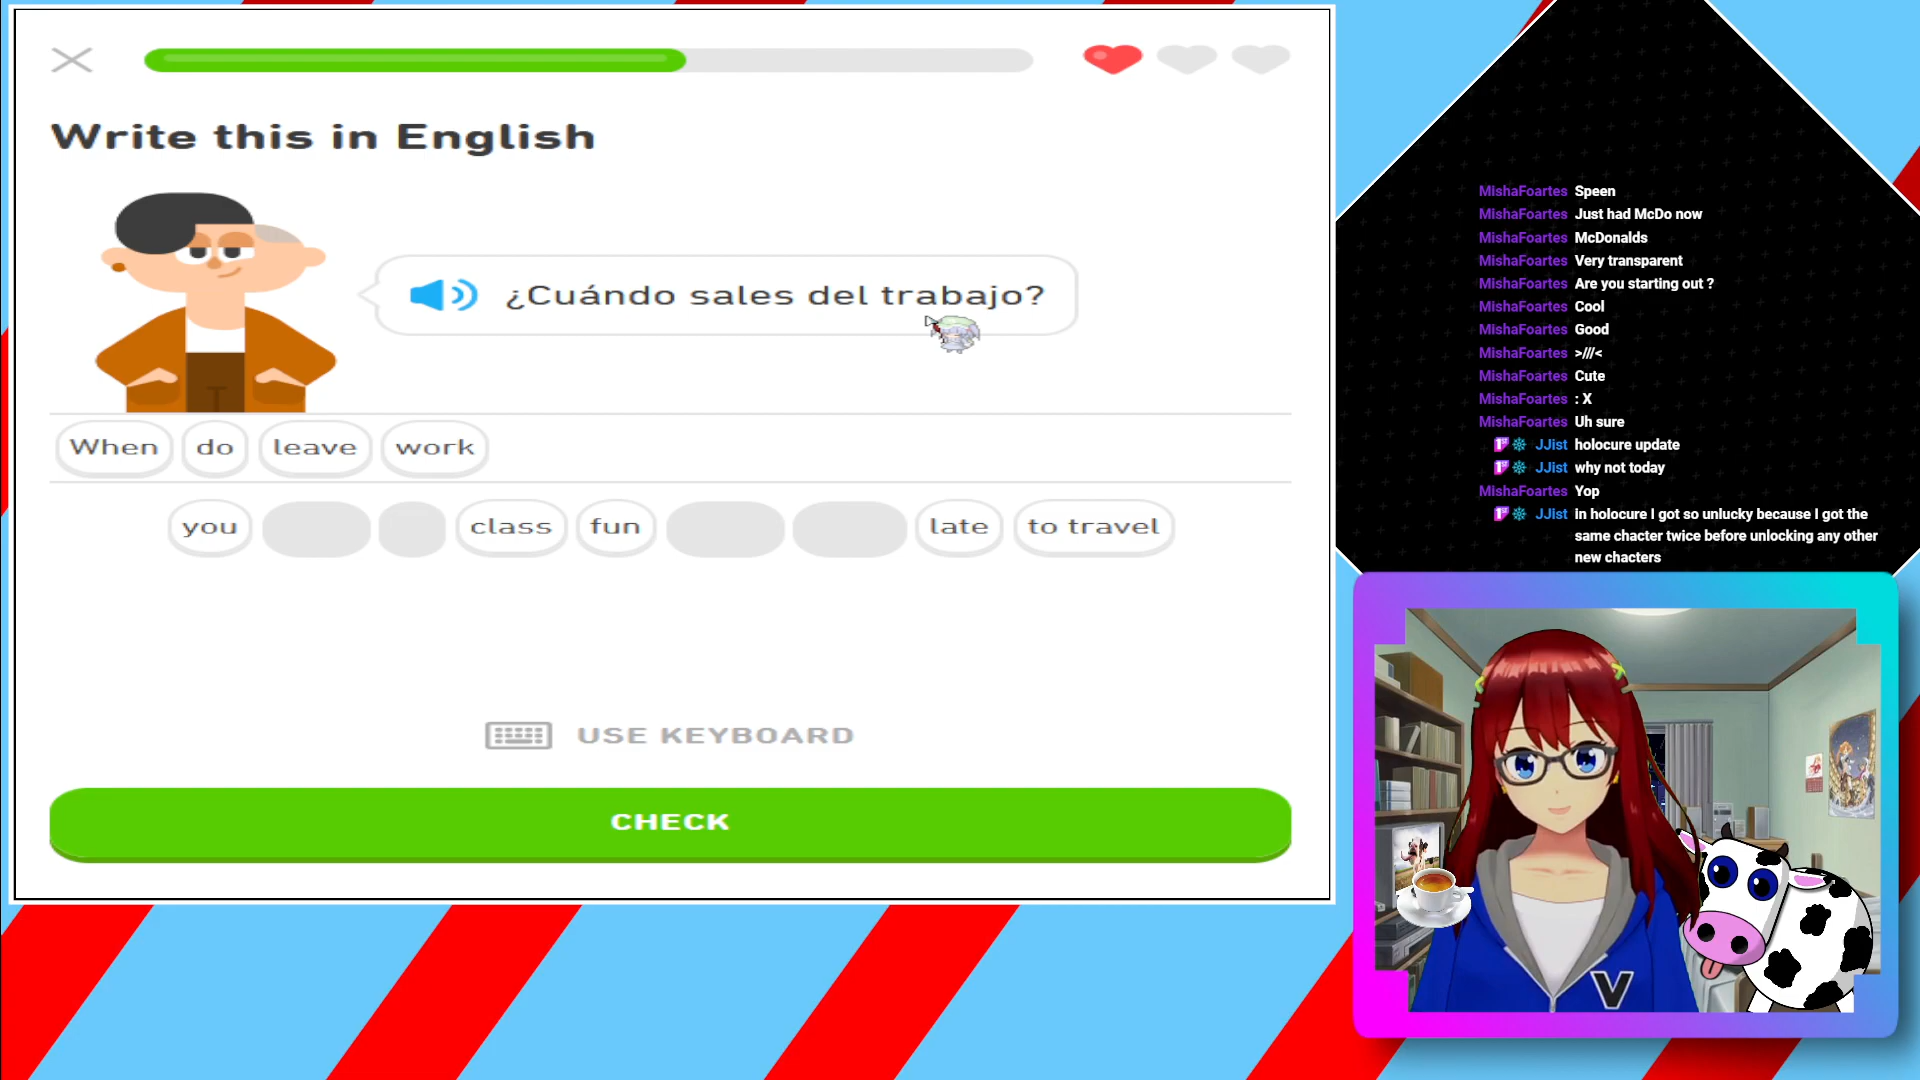 Write this in English
¿Cuándo sales del trabajo?
When do leave work
you class fun late to travel
USE KEYBOARD
CHECK
MishaFoartes Speen
MishaFoartes Just had McDo now
MishaFoartes McDonalds
MishaFoartes Very transparent
MishaFoartes Are you starting out ?
MishaFoartes Cool
MishaFoartes Good
MishaFoartes >///<
MishaFoartes Cute
MishaFoartes : X
MishaFoartes Uh sure
JJist holocure update
JJist why not today
MishaFoartes Yop
JJist in holocure I got so unlucky because I got the
same chacter twice before unlocking any other
new chacters
V